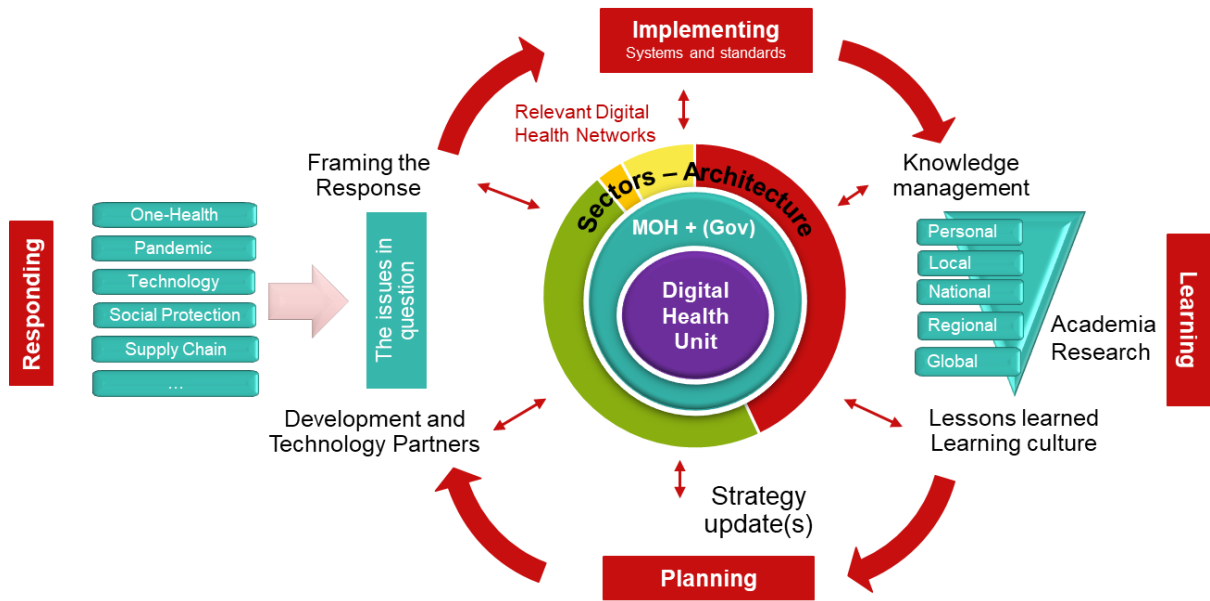 Implementing
Systems and standards
Relevant Digital
Health Networks
Framing the
Response
Knowledge
management
Sectors – Architecture
MOH + (Gov)
Digital
Health
Unit
Responding
One-Health
Pandemic
Technology
Social Protection
Supply Chain
...
The issues in
question
Personal
Local
National
Regional
Global
Academia
Research
Learning
Development and
Technology Partners
Lessons learned
Learning culture
Strategy
update(s)
Planning